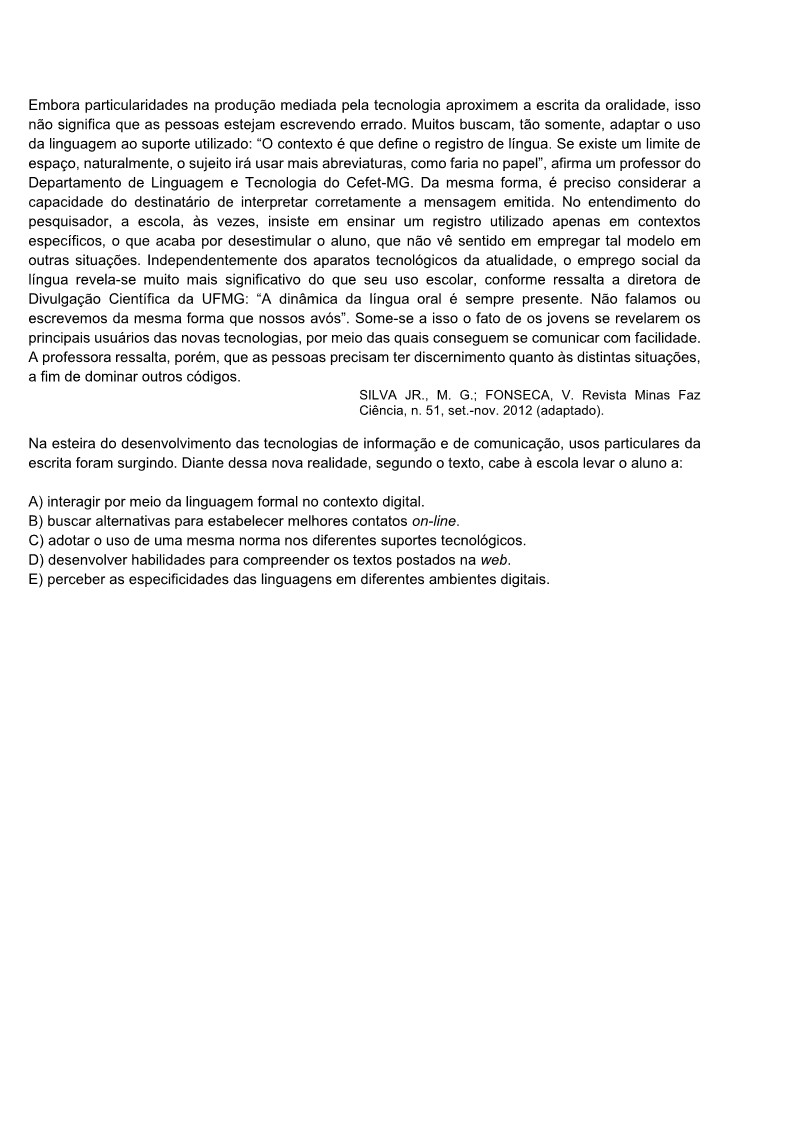 Embora particularidades na produção mediada pela tecnologia aproximem a escrita da oralidade, isso
não significa que as pessoas estejam escrevendo errado. Muitos buscam, tão somente, adaptar o uso
da linguagem ao suporte utilizado: “O contexto é que define o registro de língua. Se existe um limite de
espaço, naturalmente, o sujeito irá usar mais abreviaturas, como faria no papel”, afirma um professor do
Departamento de Linguagem e Tecnologia do Cefet-MG. Da mesma forma, é preciso considerar a
capacidade do destinatário de interpretar corretamente a mensagem emitida. No entendimento do
pesquisador, a escola, às vezes, insiste em ensinar um registro utilizado apenas em contextos
específicos, o que acaba por desestimular o aluno, que não vê sentido em empregar tal modelo em
outras situações. Independentemente dos aparatos tecnológicos da atualidade, o emprego social da
língua revela-se muito mais significativo do que seu uso escolar, conforme ressalta a diretora de
Divulgação Científica da UFMG: “A dinâmica da língua oral é sempre presente. Não falamos ou
escrevemos da mesma forma que nossos avós”. Some-se a isso o fato de os jovens se revelarem os
principais usuários das novas tecnologias, por meio das quais conseguem se comunicar com facilidade.
A professora ressalta, porém, que as pessoas precisam ter discernimento quanto às distintas situações,
a fim de dominar outros códigos.
SILVA JR., M. G.; FONSECA, V. Revista Minas Faz
Ciência, n. 51, set.-nov. 2012 (adaptado).
Na esteira do desenvolvimento das tecnologias de informação e de comunicação, usos particulares da
escrita foram surgindo. Diante dessa nova realidade, segundo o texto, cabe à escola levar o aluno a:
A) interagir por meio da linguagem formal no contexto digital.
B) buscar alternativas para estabelecer melhores contatos on-line.
C) adotar o uso de uma mesma norma nos diferentes suportes tecnológicos.
D) desenvolver habilidades para compreender os textos postados na web.
E) perceber as especificidades das linguagens em diferentes ambientes digitais.